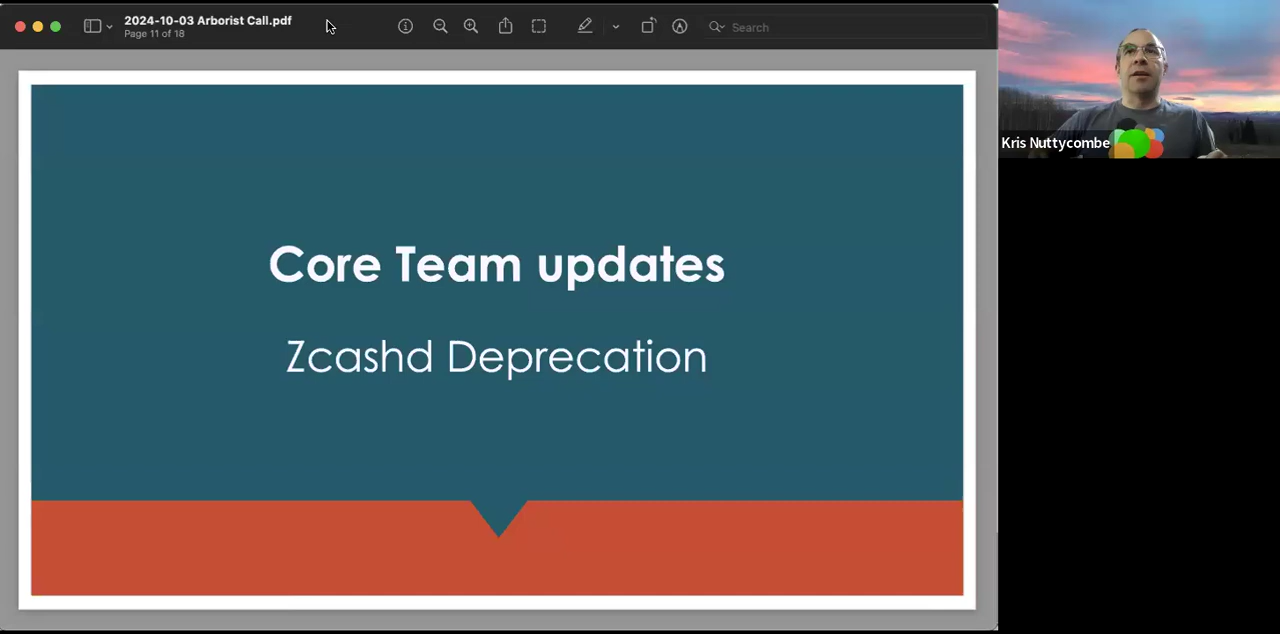 2024-10-03 Arborist Call.pdf
Page 11 of 18
Search
Core Team updates
Zcashd Deprecation
Kris Nuttycombe